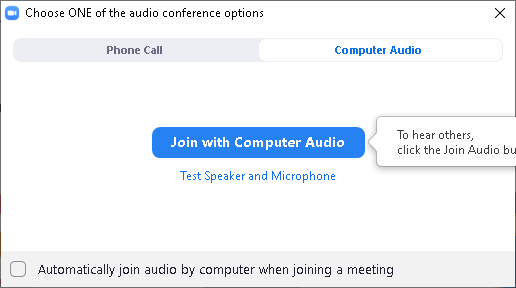 Choose ONE of the audio conference options
Phone Call
Computer Audio
Join with Computer Audio
To hear others,
click the Join Audio
Test Speaker and Microphone
Automatically join audio by computer when joining a meeting